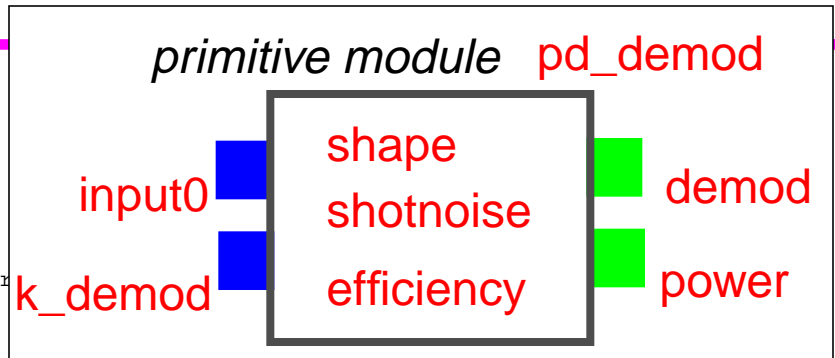 primitive module pd_demod
shape
input0
shotnoise
demod
k_demod
efficiency
power